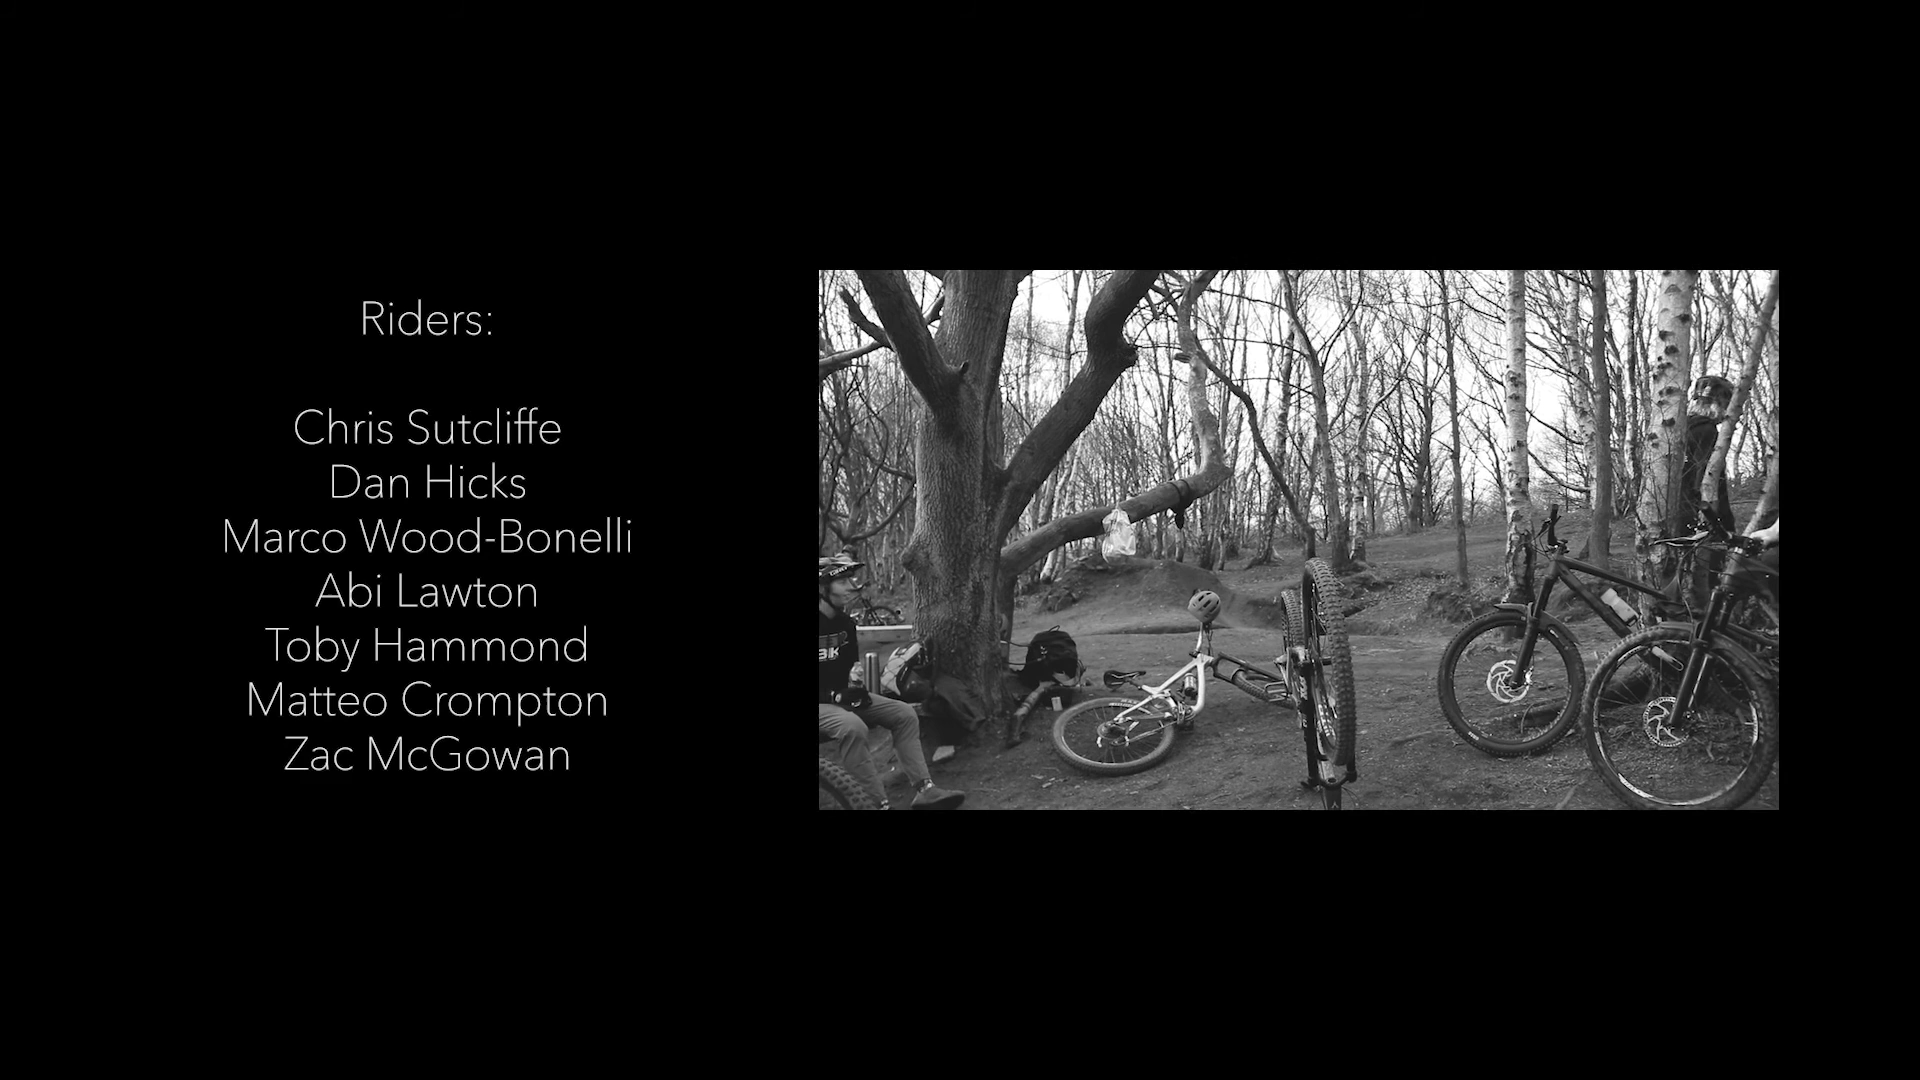 Riders:
Chris Sutcliffe
Dan Hicks
Marco Wood-Bonelli
Abi Lawton
Toby Hammond
Matteo Crompton
Zac McGowan